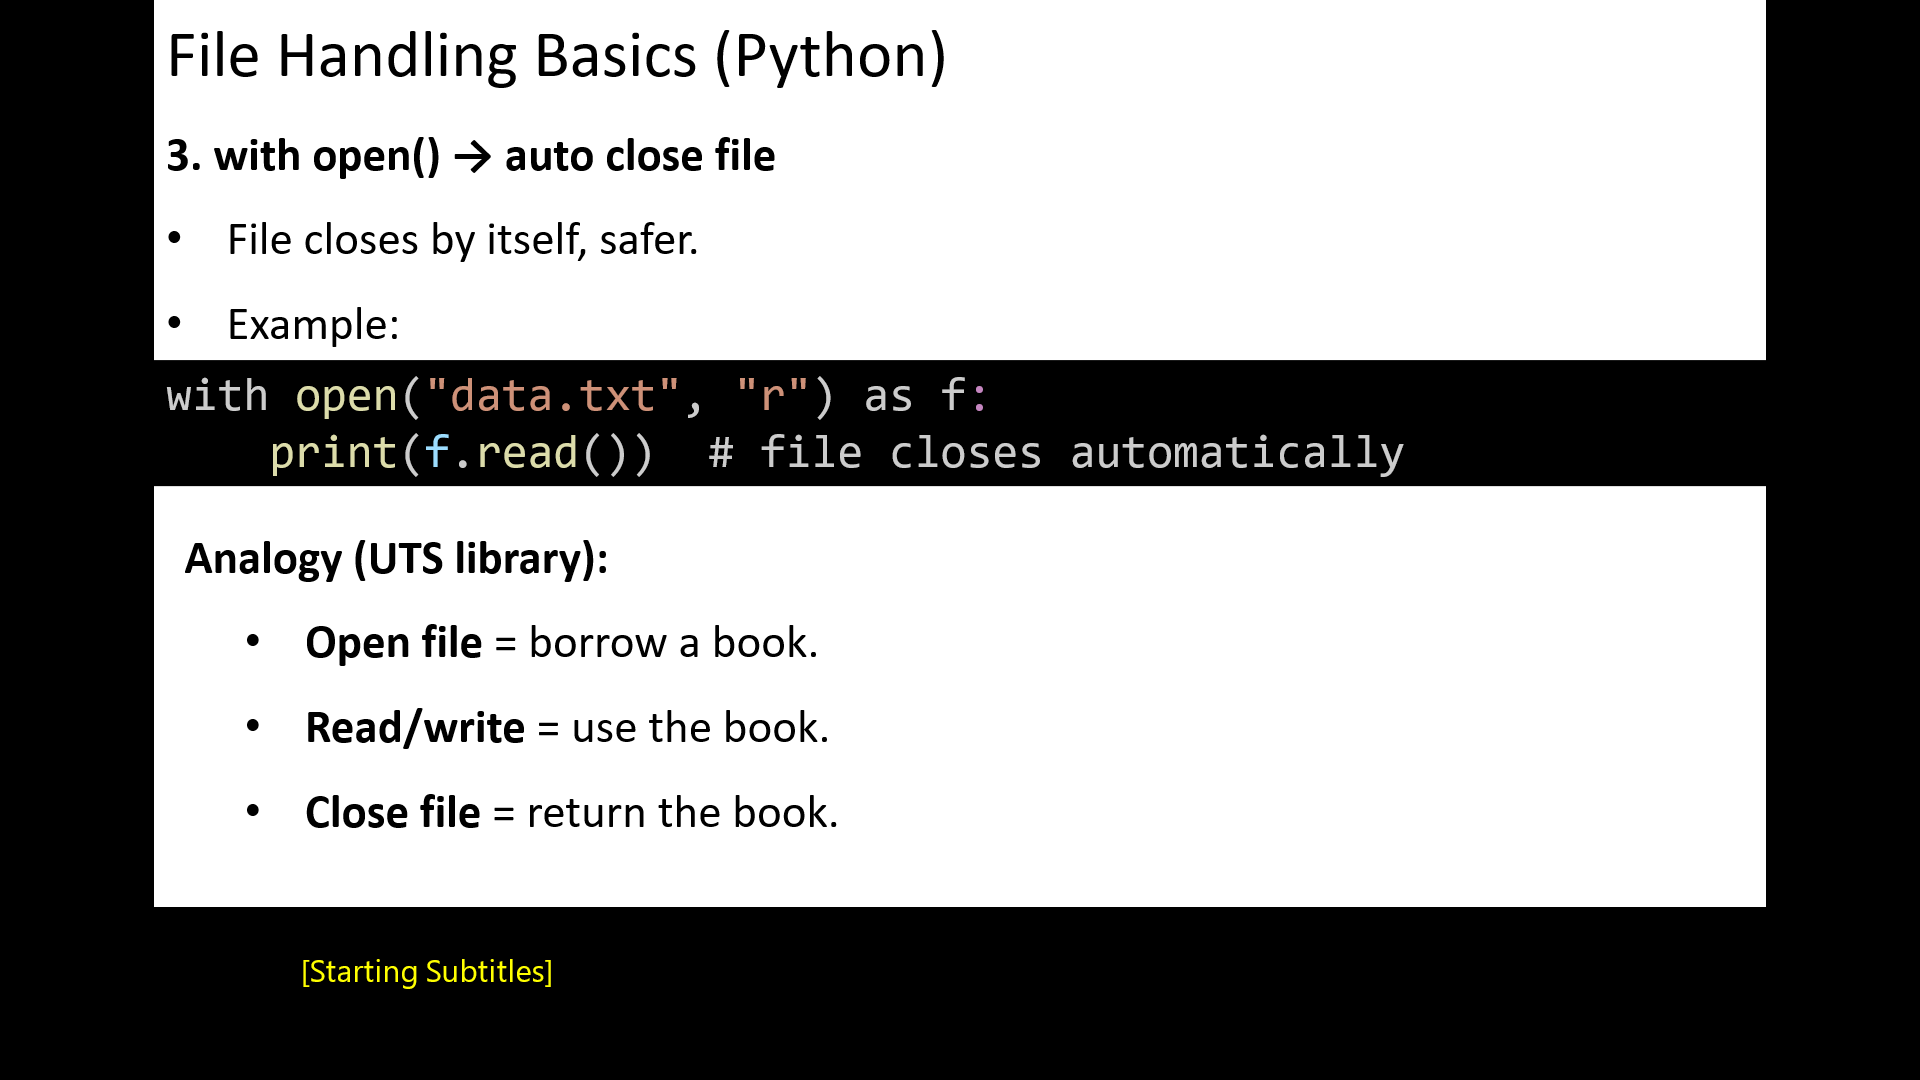 File Handling Basics (Python)
3. with open() → auto close file
• File closes by itself, safer.
• Example:
with open("data.txt", "r") as f:
    print(f.read())  # file closes automatically
Analogy (UTS library):
• Open file = borrow a book.
• Read/write = use the book.
• Close file = return the book.
[Starting Subtitles]